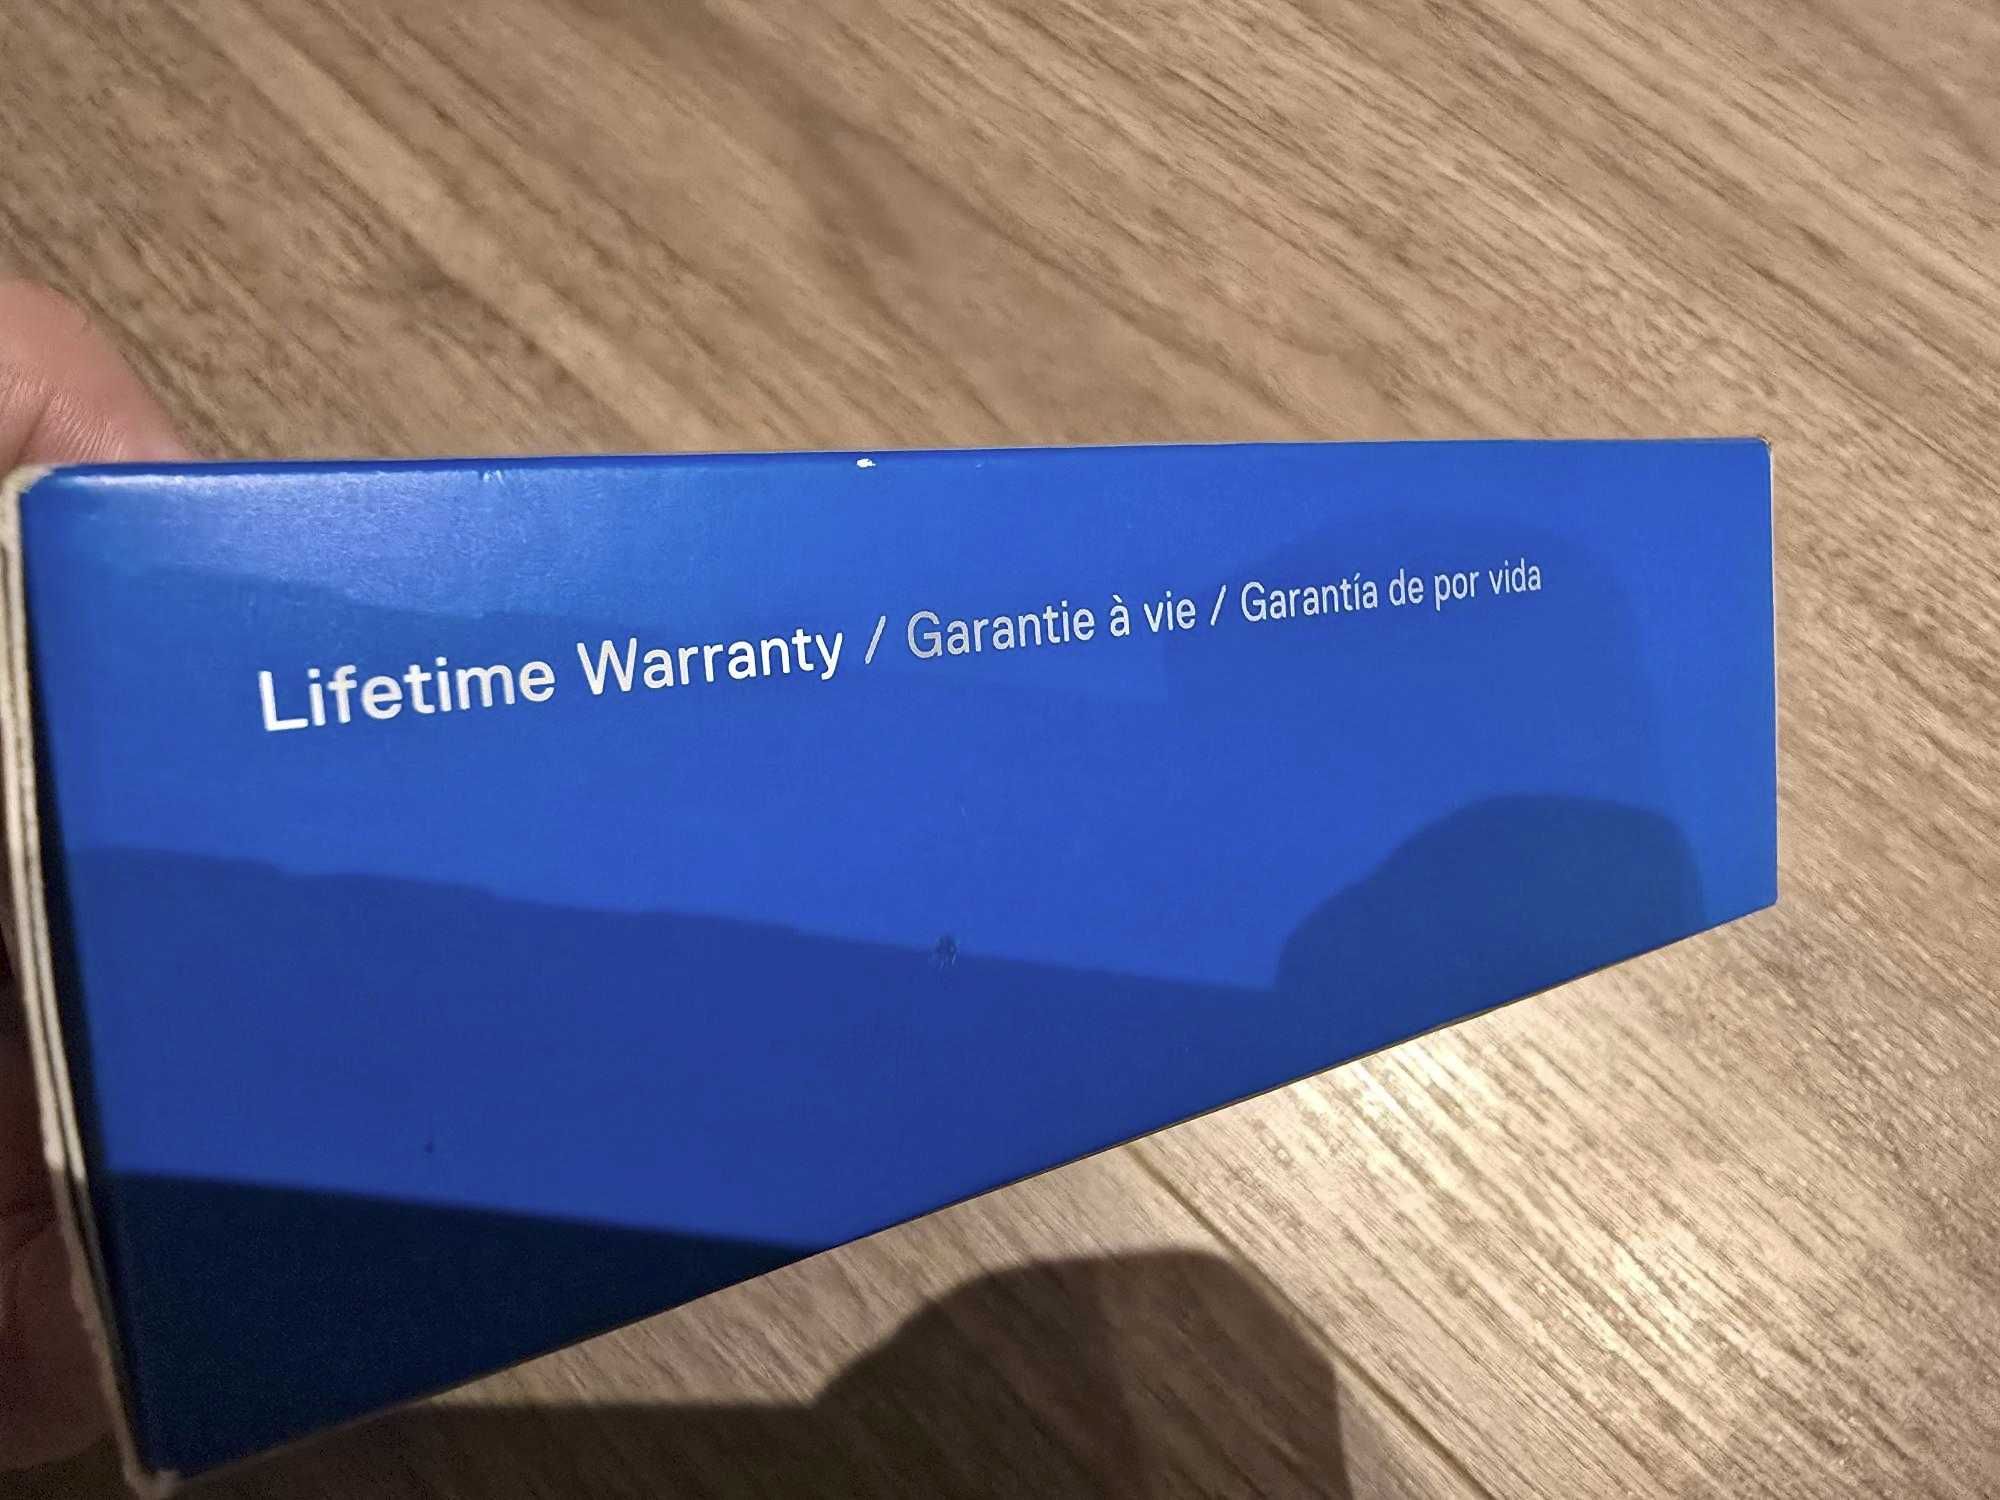 Lifetime Warranty / Garantie à vie / Garantía de por vida